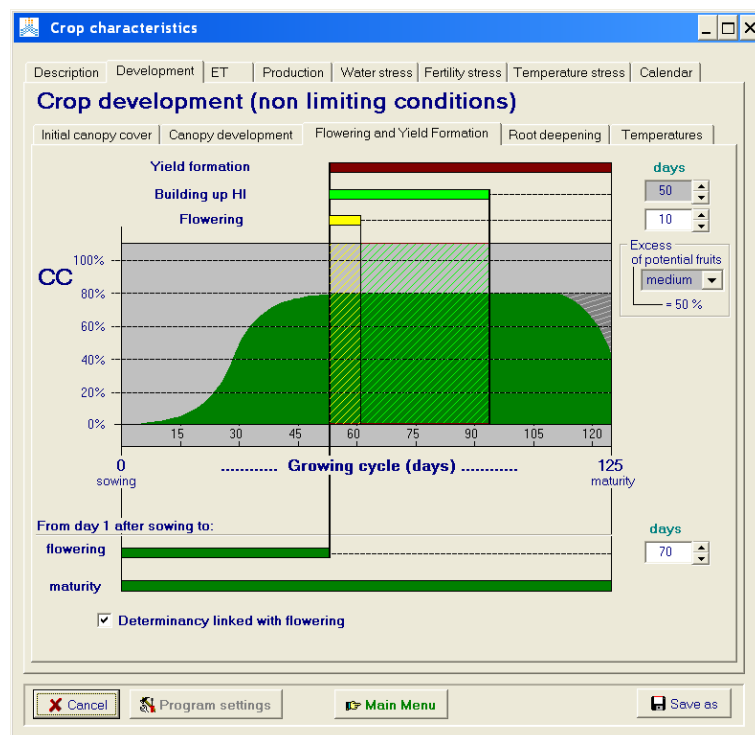 Crop characteristics
Description Development ET Production Water stress Fertility stress Temperature stress Calendar
Crop development (non limiting conditions)
Initial canopy cover Canopy development Flowering and Yield Formation Root deepening Temperatures
Yield formation days
Building up HI 50
Flowering 10
Excess
of potential fruits
medium
= 50 %
CC
100%
80%
60%
40%
20%
0%
15 30 45 60 75 90 105 120
0 ........... Growing cycle (days) ........... 125
sowing maturity
From day 1 after sowing to: days
flowering 70
maturity
Determinancy linked with flowering
Cancel Program settings Main Menu Save as